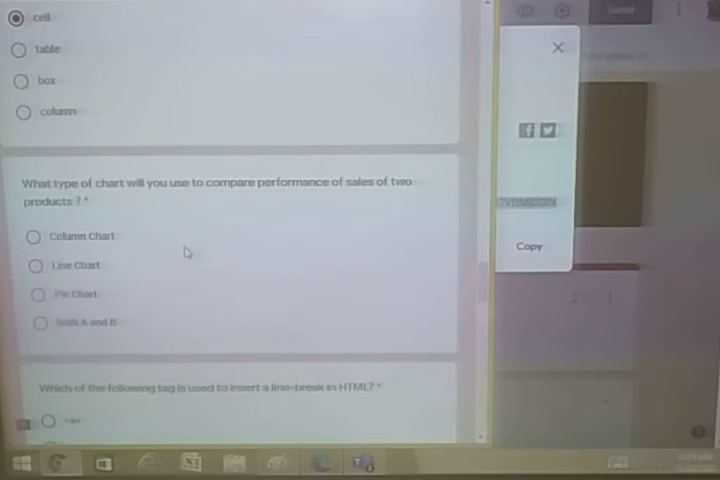 cell
table
box
column
Send
What type of chart will you use to compare performance of sales of two
products ? *
Column Chart
Line Chart
Pie Chart
Both A and B
Copy
Which of the following tag is used to insert a line-break in HTML? *